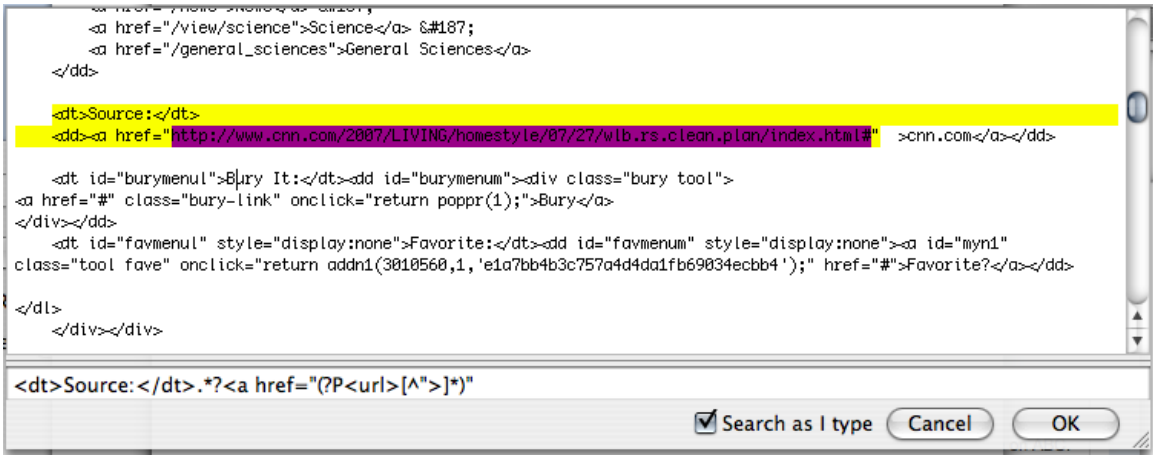 <a href="/view/science">Science</a> &#187;
<a href="/general_sciences">General Sciences</a>
</dd>
<dt>Source:</dt>
<dd><a href="http://www.cnn.com/2007/LIVING/homestyle/07/27/wlb.rs.clean.plan/index.html#" >cnn.com</a></dd>
<dt id="burymenul">Bury It:</dt><dd id="burymenum"><div class="bury tool">
<a href="#" class="bury-link" onclick="return poppr(1);">Bury</a>
</div></dd>
<dt id="favmenul" style="display:none">Favorite:</dt><dd id="favmenum" style="display:none"><a id="myn1"
class="tool fave" onclick="return addn1(3010560,1,'e1a7bb4b3c757a4d4da1fb69034ecbb4');" href="#">Favorite?</a></dd>
</dl>
</div></div>
<dt>Source:</dt>.*?<a href="(?P<url>[^">]*)"
Search as I type Cancel OK